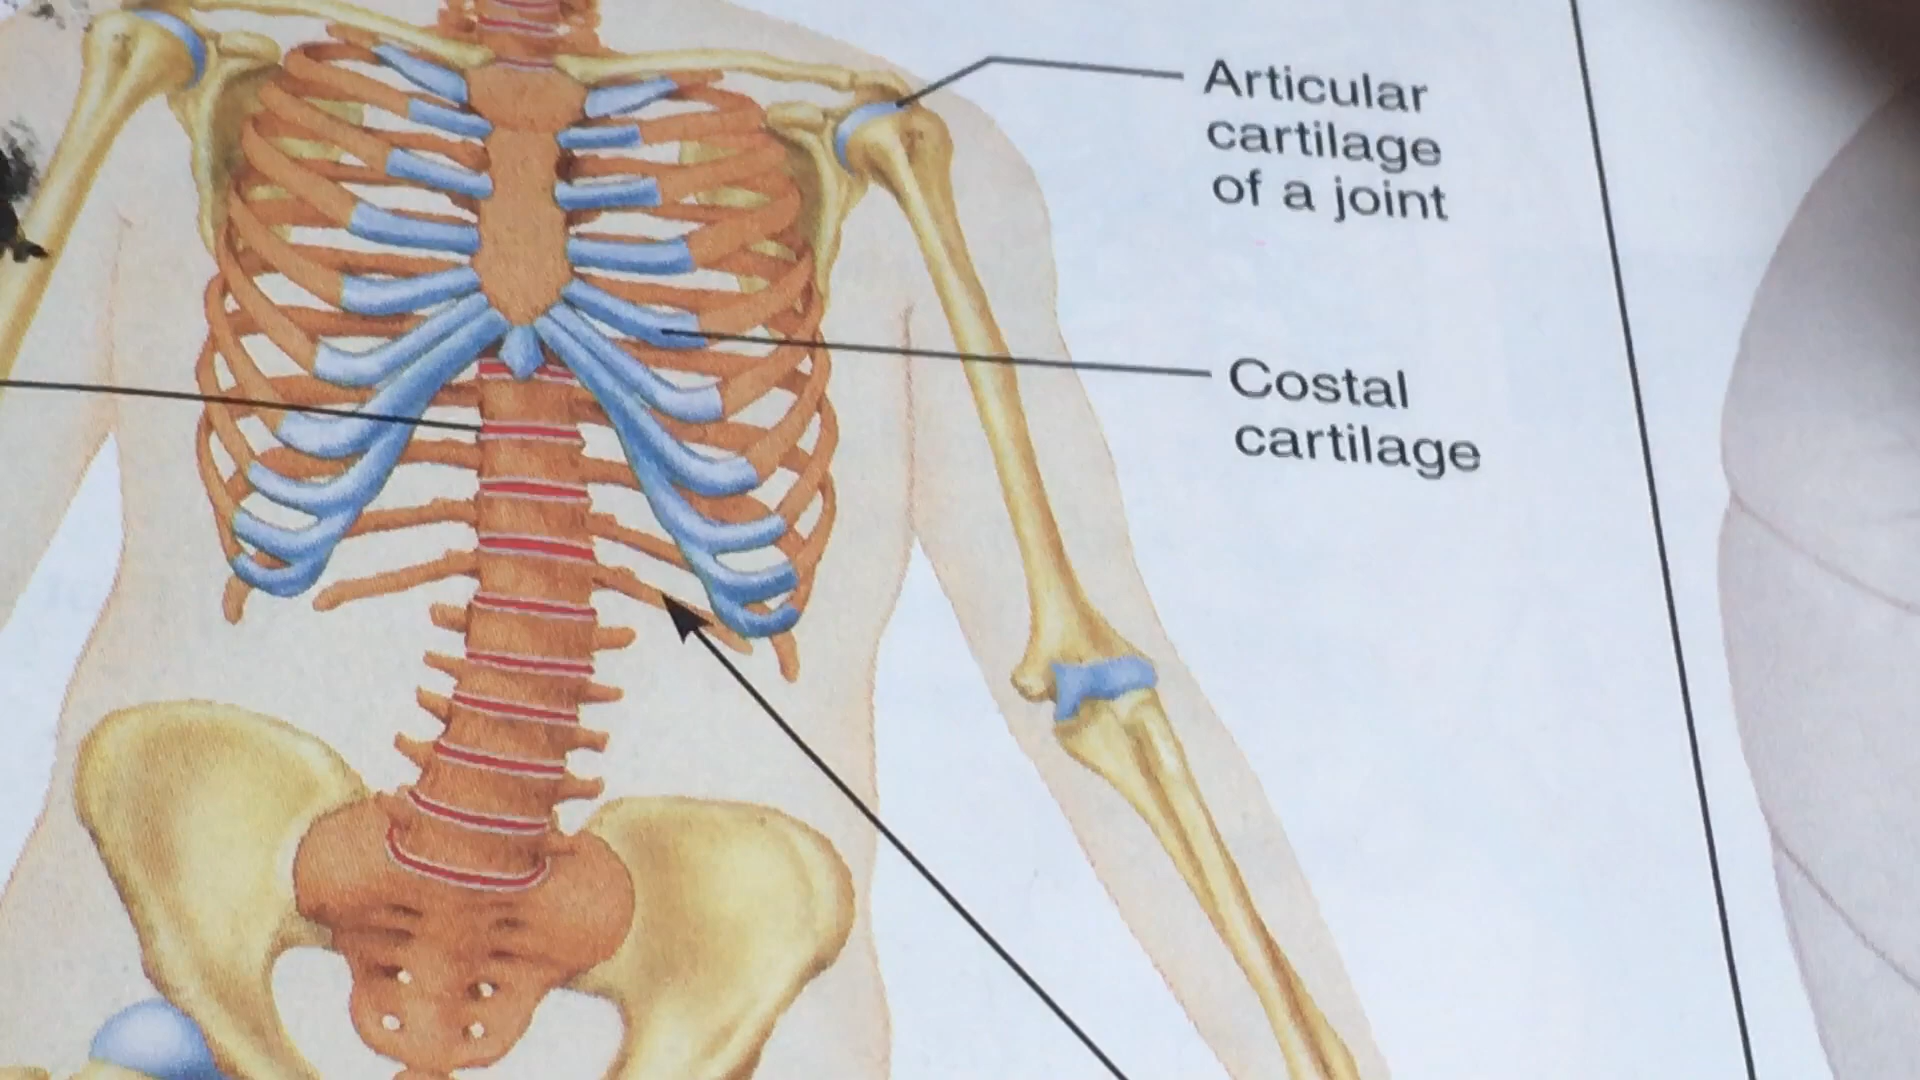 Articular
cartilage
of a joint
Costal
cartilage